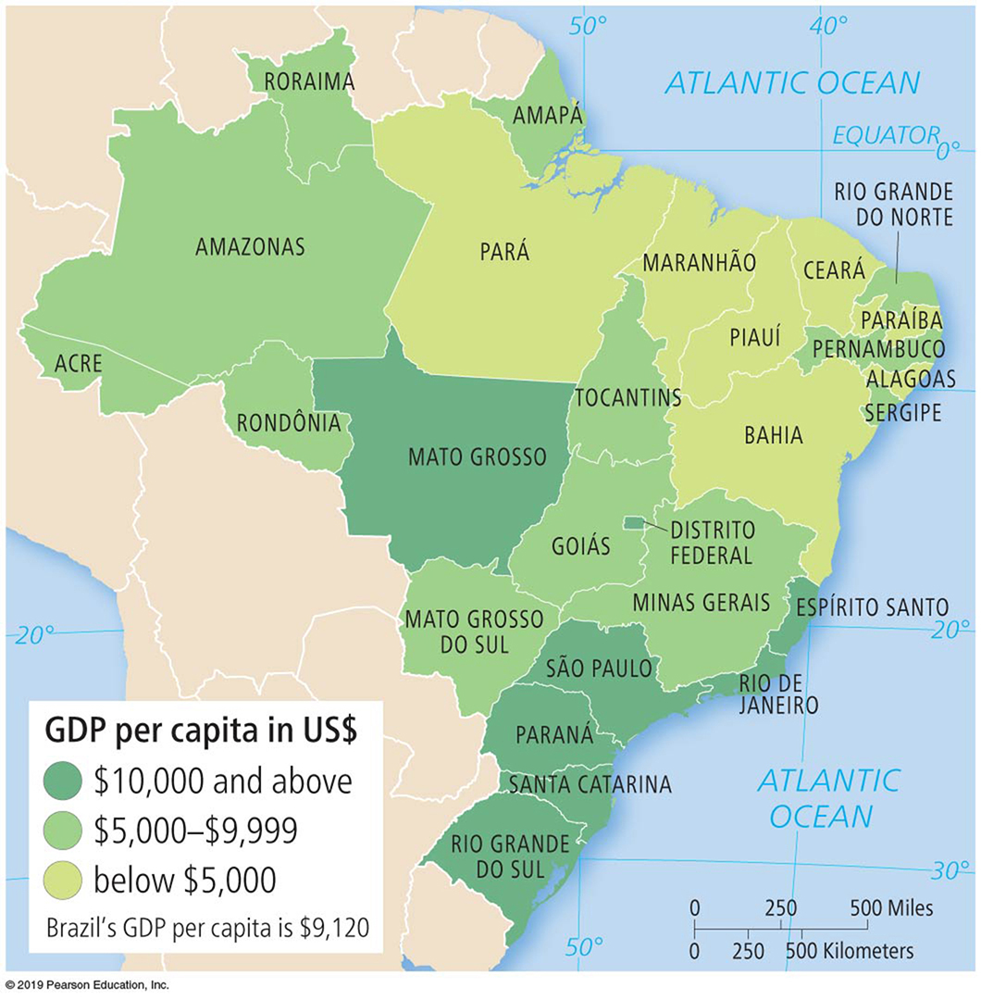 50°
40°
RORAIMA
ATLANTIC OCEAN
AMAPÁ
EQUATOR
0°
RIO GRANDE
DO NORTE
AMAZONAS
PARÁ
MARANHÃO
CEARÁ
PARAÍBA
PIAUÍ
PERNAMBUCO
ACRE
ALAGOAS
TOCANTINS
SERGIPE
RONDÔNIA
BAHIA
MATO GROSSO
DISTRITO
FEDERAL
GOIÁS
MINAS GERAIS
ESPÍRITO SANTO
MATO GROSSO
DO SUL
20°
20°
SÃO PAULO
RIO DE
JANEIRO
PARANÁ
SANTA CATARINA
ATLANTIC
OCEAN
RIO GRANDE
DO SUL
30°
50°
GDP per capita in US$
$10,000 and above
$5,000–$9,999
below $5,000
Brazil's GDP per capita is $9,120
0 250 500 Miles
0 250 500 Kilometers
© 2019 Pearson Education, Inc.